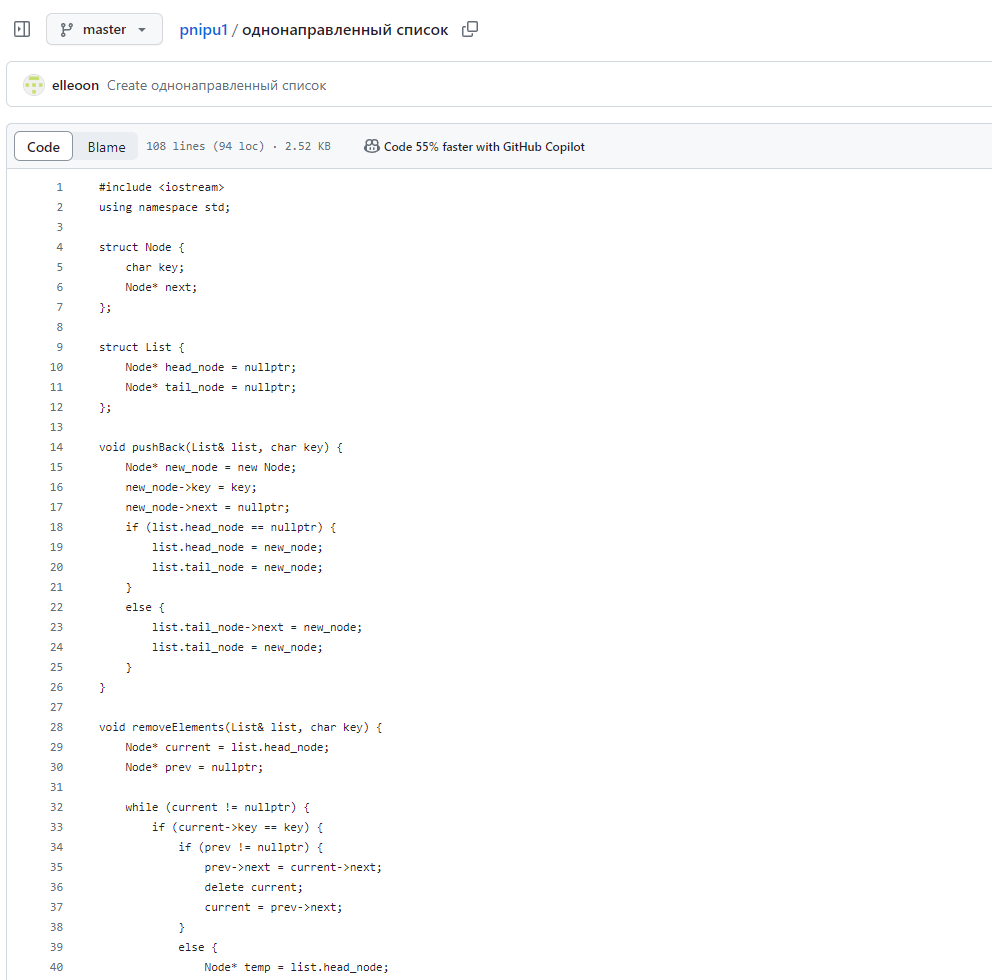 master pnipu1 / однонаправленный список
elleoon Create однонаправленный список
Code Blame 108 lines (94 loc) · 2.52 KB Code 55% faster with GitHub Copilot
1 #include <iostream>
2 using namespace std;
3
4 struct Node {
5     char key;
6     Node* next;
7 };
8
9 struct List {
10     Node* head_node = nullptr;
11     Node* tail_node = nullptr;
12 };
13
14 void pushBack(List& list, char key) {
15     Node* new_node = new Node;
16     new_node->key = key;
17     new_node->next = nullptr;
18     if (list.head_node == nullptr) {
19         list.head_node = new_node;
20         list.tail_node = new_node;
21     }
22     else {
23         list.tail_node->next = new_node;
24         list.tail_node = new_node;
25     }
26 }
27
28 void removeElements(List& list, char key) {
29     Node* current = list.head_node;
30     Node* prev = nullptr;
31
32     while (current != nullptr) {
33         if (current->key == key) {
34             if (prev != nullptr) {
35                 prev->next = current->next;
36                 delete current;
37                 current = prev->next;
38             }
39             else {
40                 Node* temp = list.head_node;